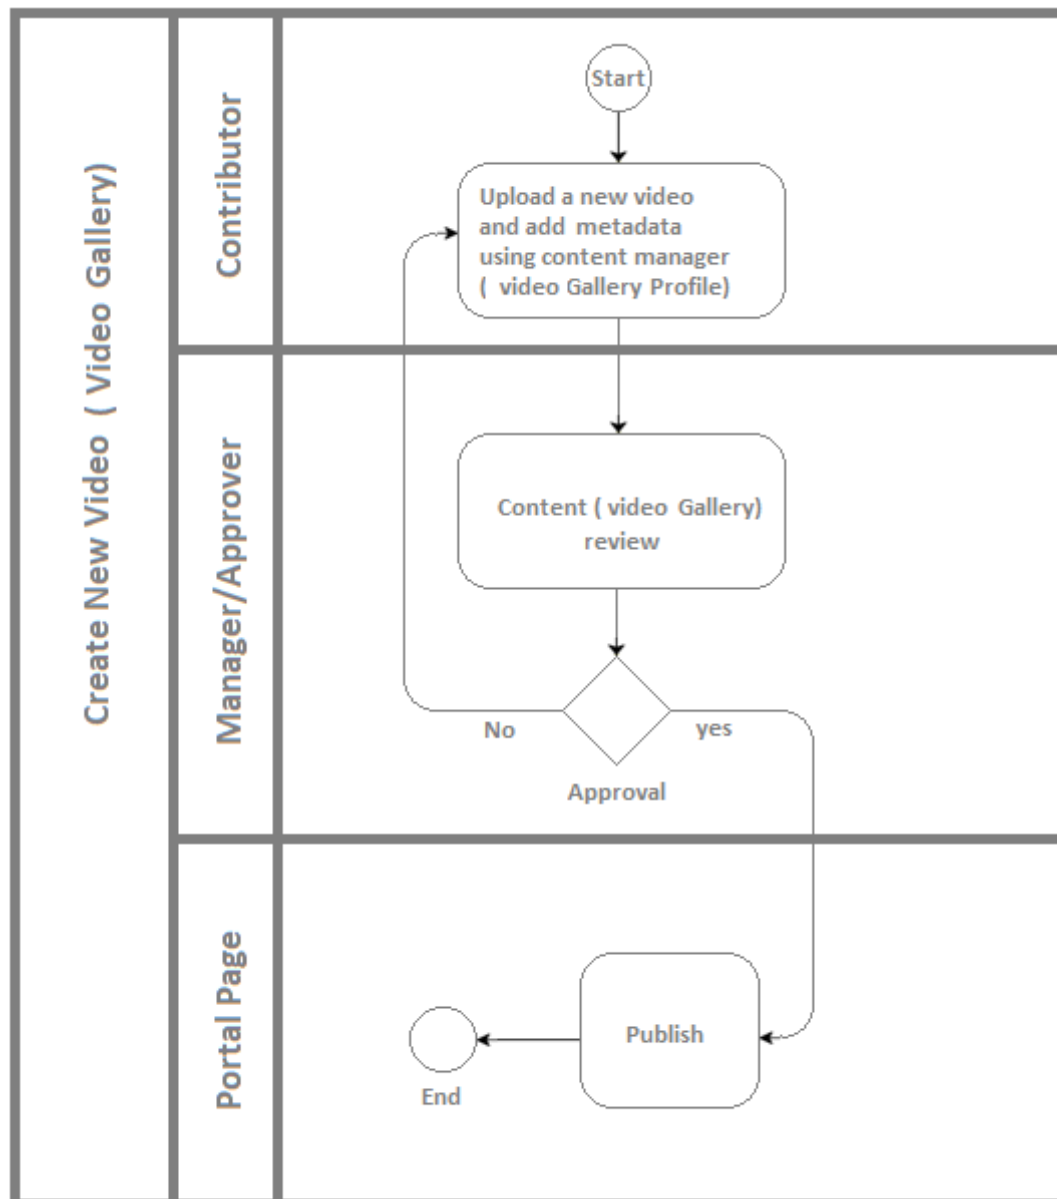 Create New Video ( Video Gallery)
Contributor
Start
Upload a new video
and add metadata
using content manager
( video Gallery Profile)
Manager/Approver
Content ( video Gallery)
review
No
yes
Approval
Portal Page
Publish
End